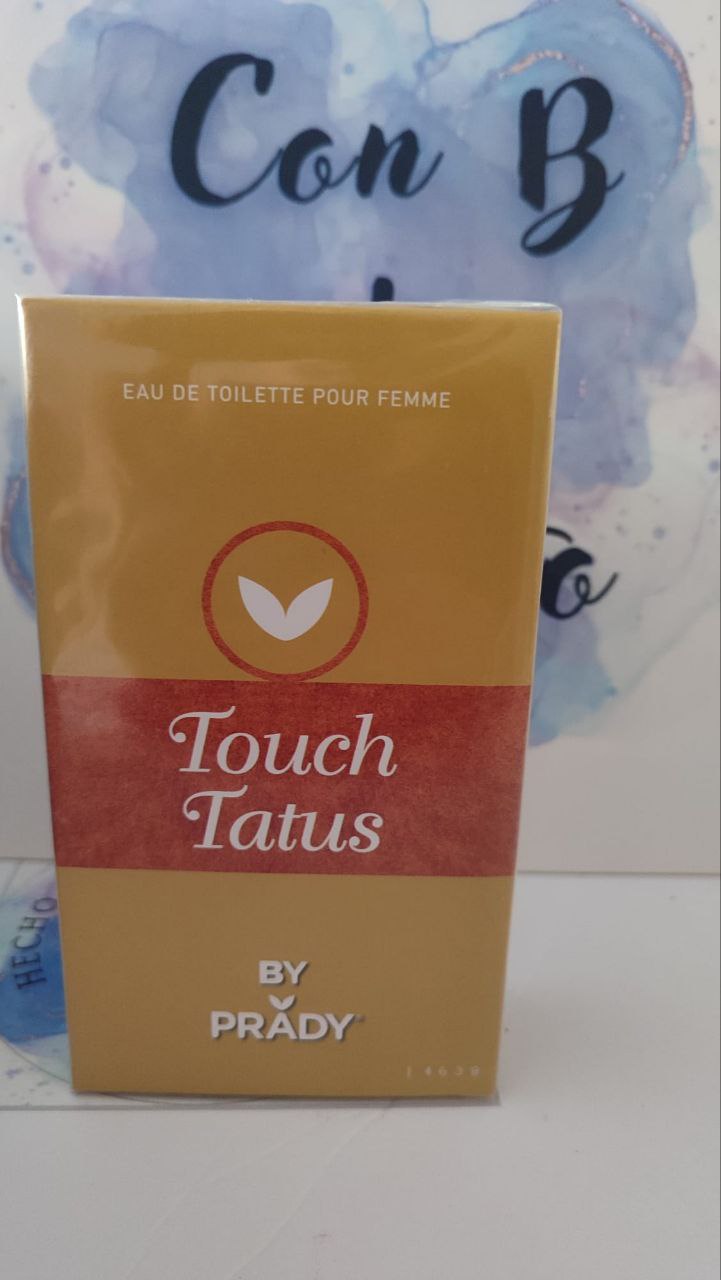 Con B
EAU DE TOILETTE POUR FEMME
Touch
Tatus
BY
PRADY
HECHO